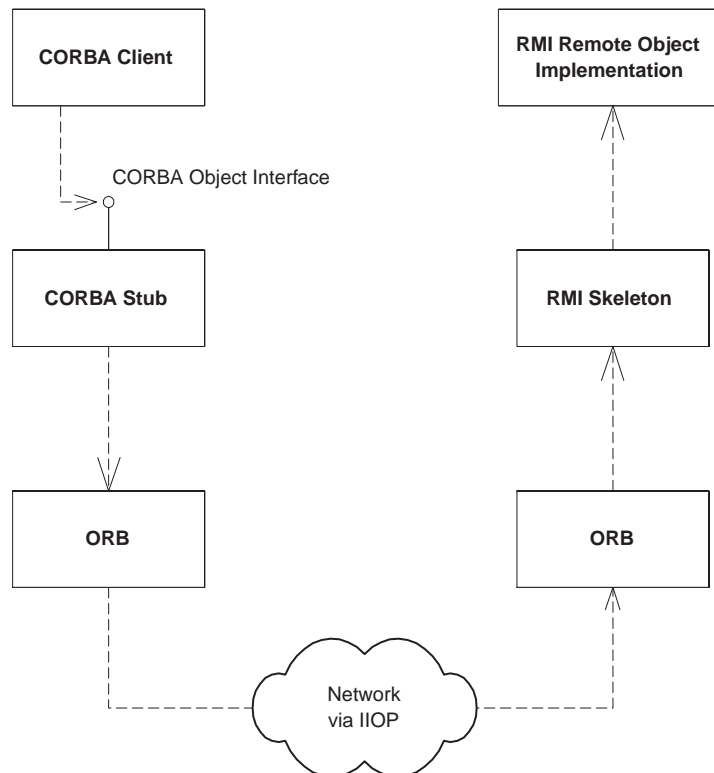 CORBA Client
RMI Remote Object
Implementation
CORBA Object Interface
CORBA Stub
RMI Skeleton
ORB
ORB
Network
via IIOP